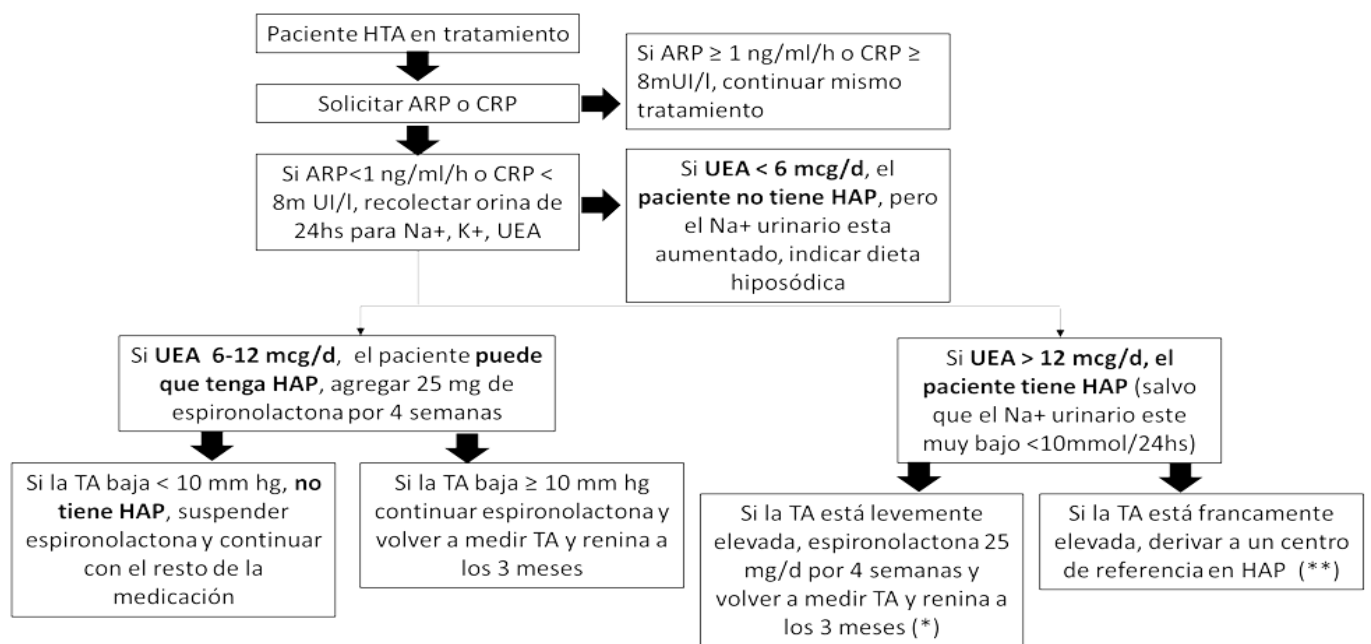 Paciente HTA en tratamiento
Solicitar ARP o CRP
Si ARP ≥ 1 ng/ml/h o CRP ≥
8mUI/l, continuar mismo
tratamiento
Si ARP<1 ng/ml/h o CRP <
8m UI/l, recolectar orina de
24hs para Na+, K+, UEA
Si UEA < 6 mcg/d, el
paciente no tiene HAP, pero
el Na+ urinario esta
aumentado, indicar dieta
hiposódica
Si UEA 6-12 mcg/d, el paciente puede
que tenga HAP, agregar 25 mg de
espironolactona por 4 semanas
Si UEA > 12 mcg/d, el
paciente tiene HAP (salvo
que el Na+ urinario este
muy bajo <10mmol/24hs)
Si la TA baja < 10 mm hg, no
tiene HAP, suspender
espironolactona y continuar
con el resto de la
medicación
Si la TA baja ≥ 10 mm hg
continuar espironolactona y
volver a medir TA y renina a
los 3 meses
Si la TA está levemente
elevada, espironolactona 25
mg/d por 4 semanas y
volver a medir TA y renina a
los 3 meses (*)
Si la TA está francamente
elevada, derivar a un centro
de referencia en HAP (**)